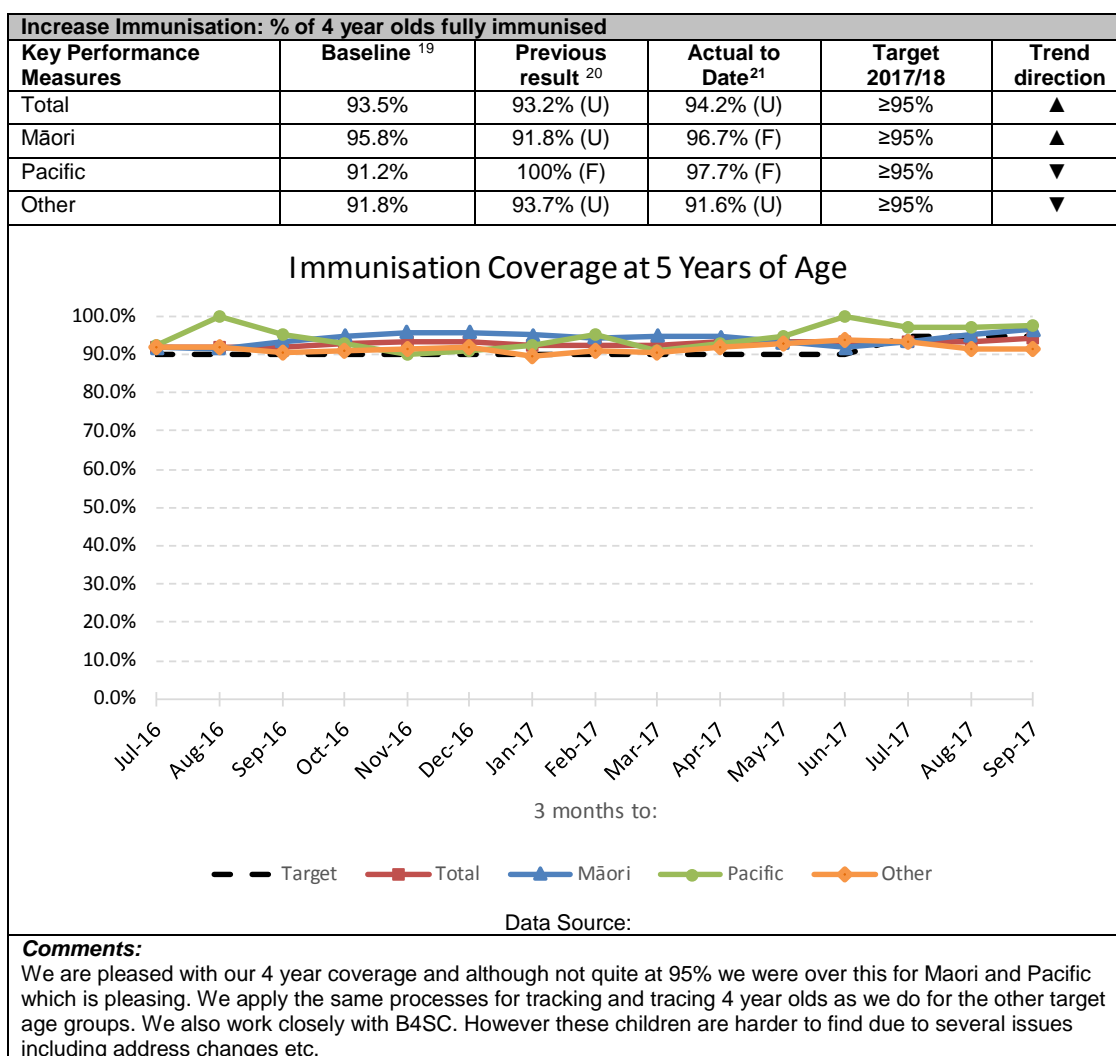 Increase Immunisation: % of 4 year olds fully immunised
Key Performance Measures Baseline 19 Previous result 20 Actual to Date21 Target 2017/18 Trend direction
Total 93.5% 93.2% (U) 94.2% (U) ≥95% ▲
Māori 95.8% 91.8% (U) 96.7% (F) ≥95% ▲
Pacific 91.2% 100% (F) 97.7% (F) ≥95% ▼
Other 91.8% 93.7% (U) 91.6% (U) ≥95% ▼
Immunisation Coverage at 5 Years of Age
100.0%
90.0%
80.0%
70.0%
60.0%
50.0%
40.0%
30.0%
20.0%
10.0%
0.0%
Jul-16 Aug-16 Sep-16 Oct-16 Nov-16 Dec-16 Jan-17 Feb-17 Mar-17 Apr-17 May-17 Jun-17 Jul-17 Aug-17 Sep-17
3 months to:
Target Total Māori Pacific Other
Data Source:
Comments:
We are pleased with our 4 year coverage and although not quite at 95% we were over this for Maori and Pacific
which is pleasing. We apply the same processes for tracking and tracing 4 year olds as we do for the other target
age groups. We also work closely with B4SC. However these children are harder to find due to several issues
including address changes etc.